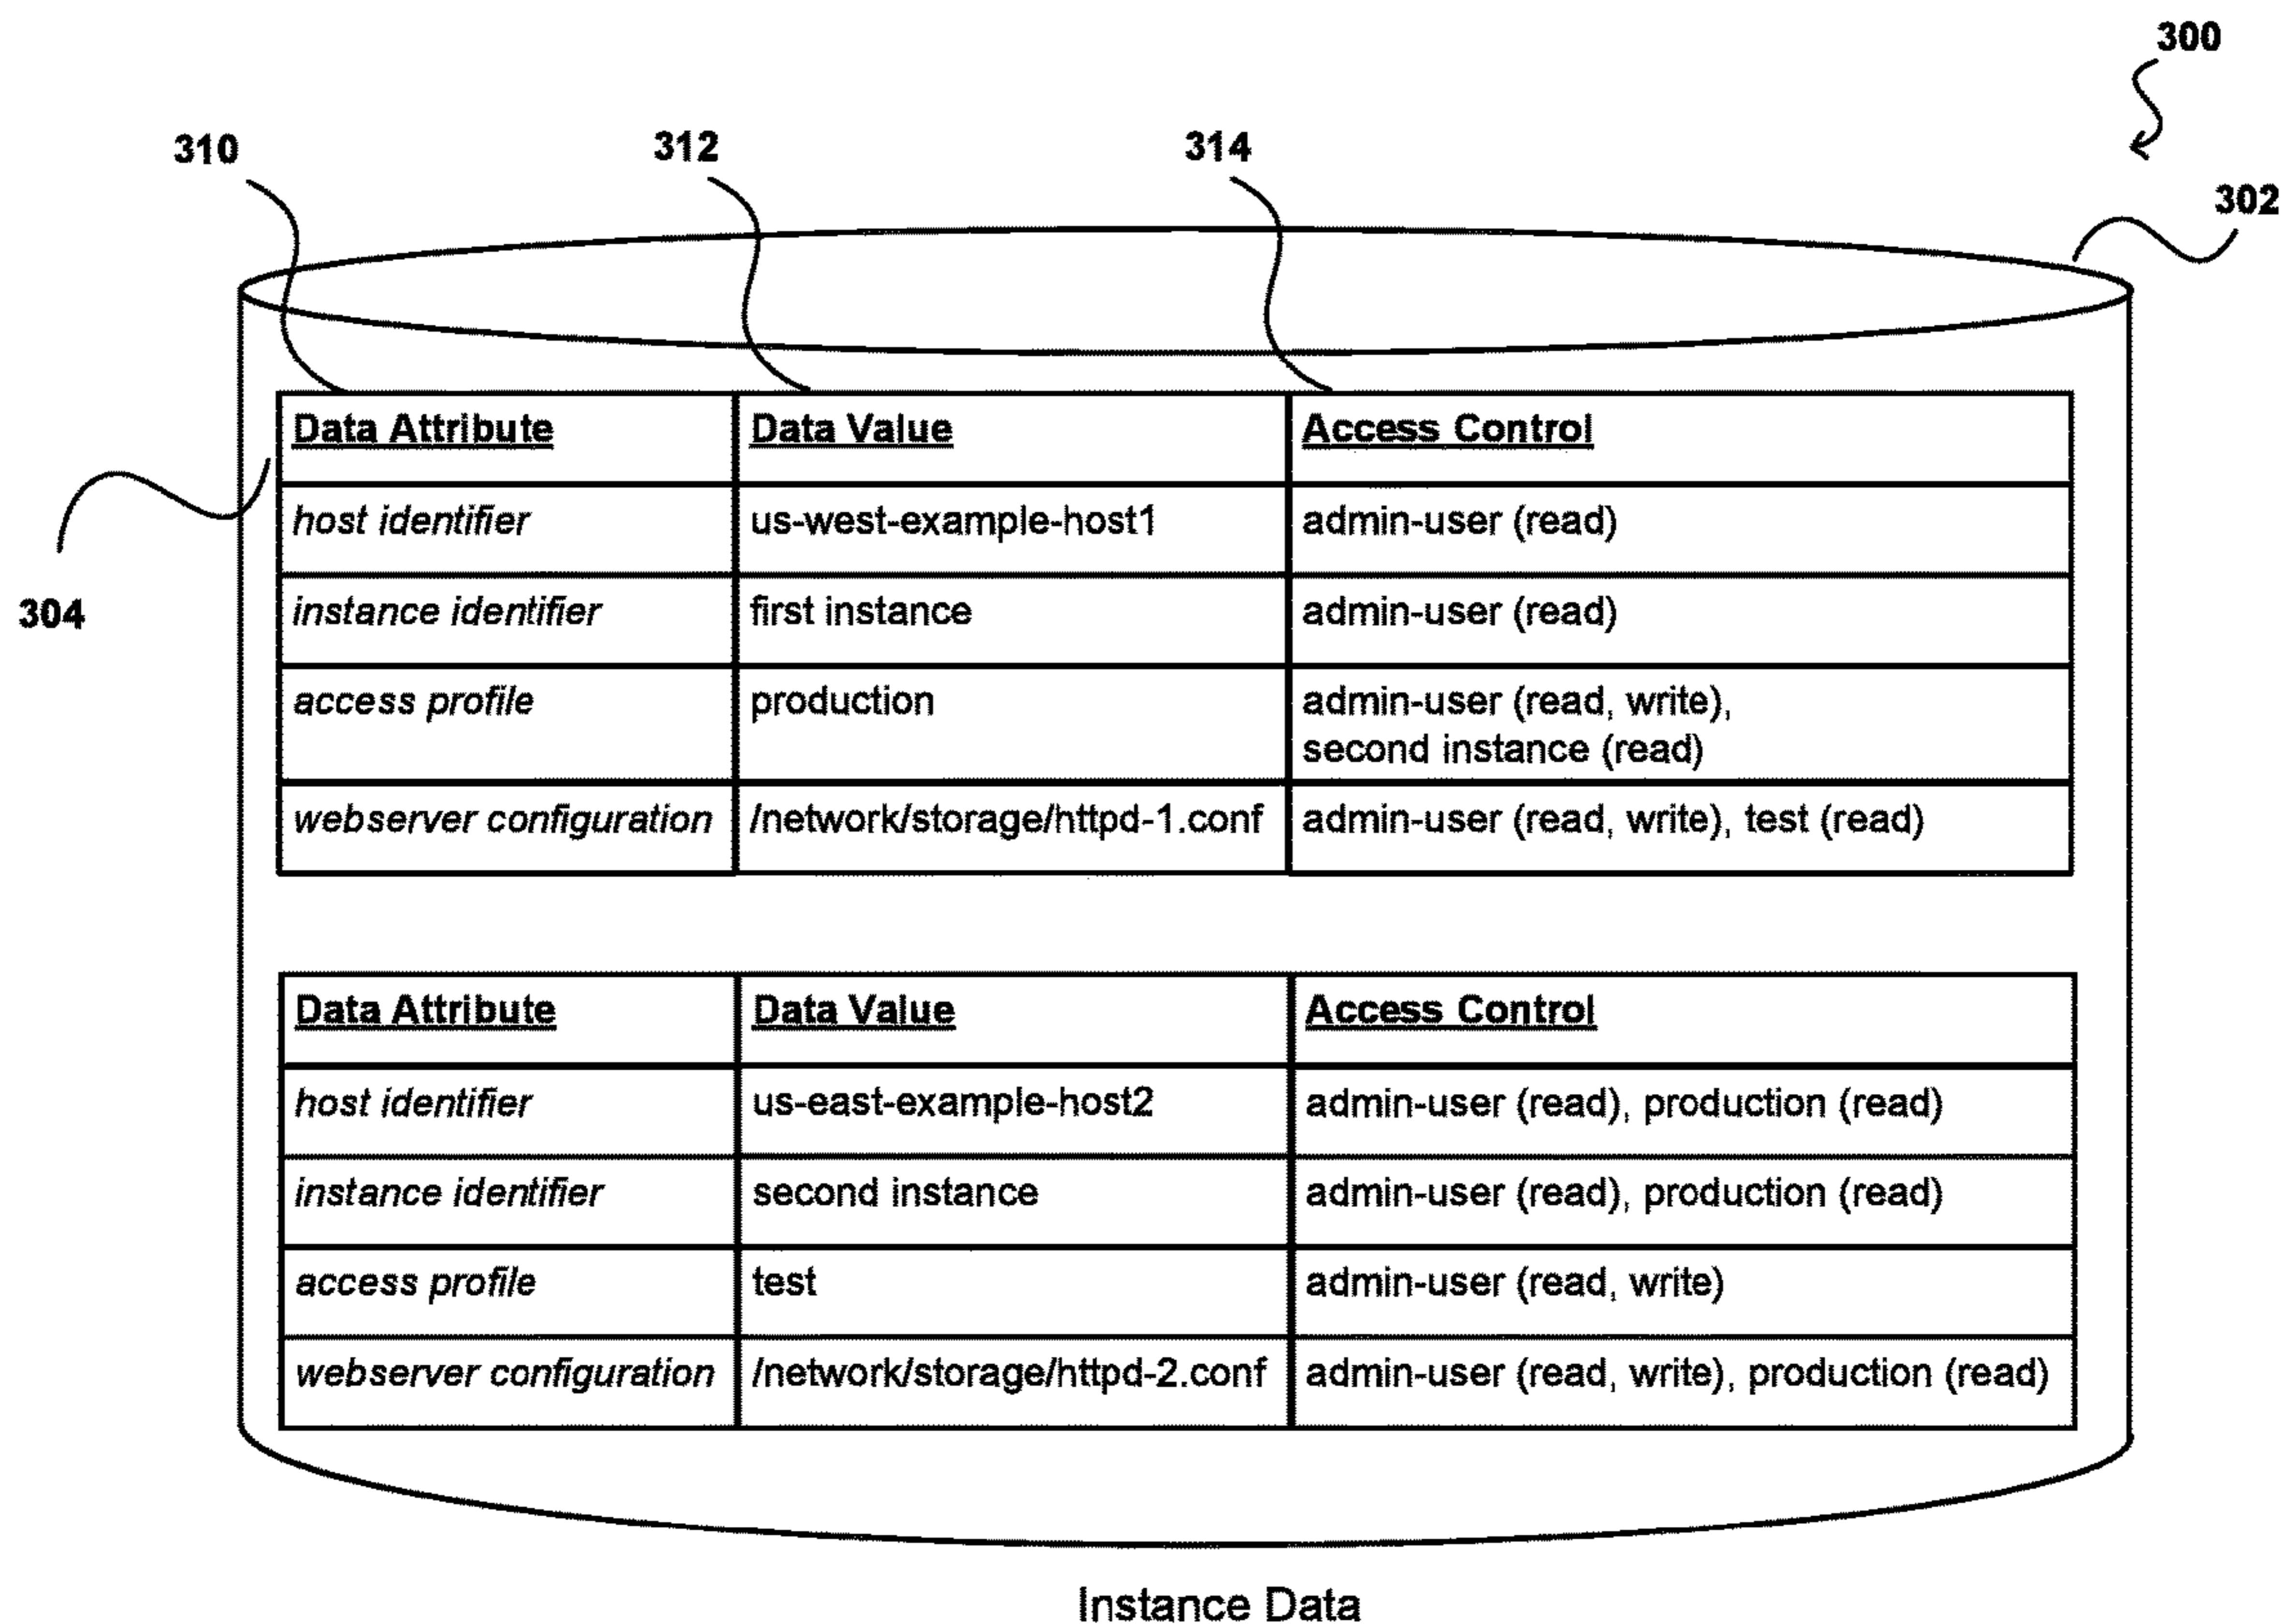 300
310 312 314
302
Data Attribute Data Value Access Control
host identifier us-west-example-host1 admin-user (read)
304
instance identifier first instance admin-user (read)
access profile production admin-user (read, write),
second instance (read)
webserver configuration /network/storage/httpd-1.conf admin-user (read, write), test (read)
Data Attribute Data Value Access Control
host identifier us-east-example-host2 admin-user (read), production (read)
instance identifier second instance admin-user (read), production (read)
access profile test admin-user (read, write)
webserver configuration /network/storage/httpd-2.conf admin-user (read, write), production (read)
Instance Data